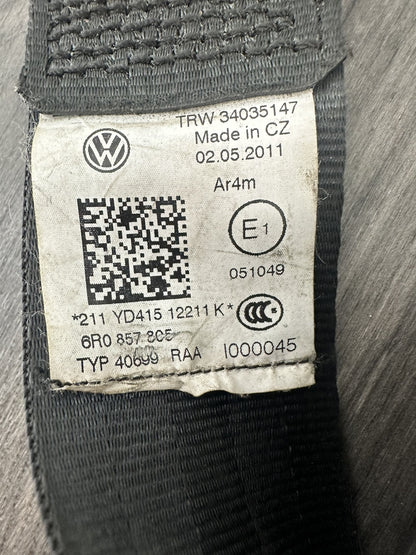 TRW 34035147
Made in CZ
02.05.2011
Ar4m
E1
051049
*211 YD415 12211 K*
CCC
6R0 857 805
TYP 40699 RAA I000045